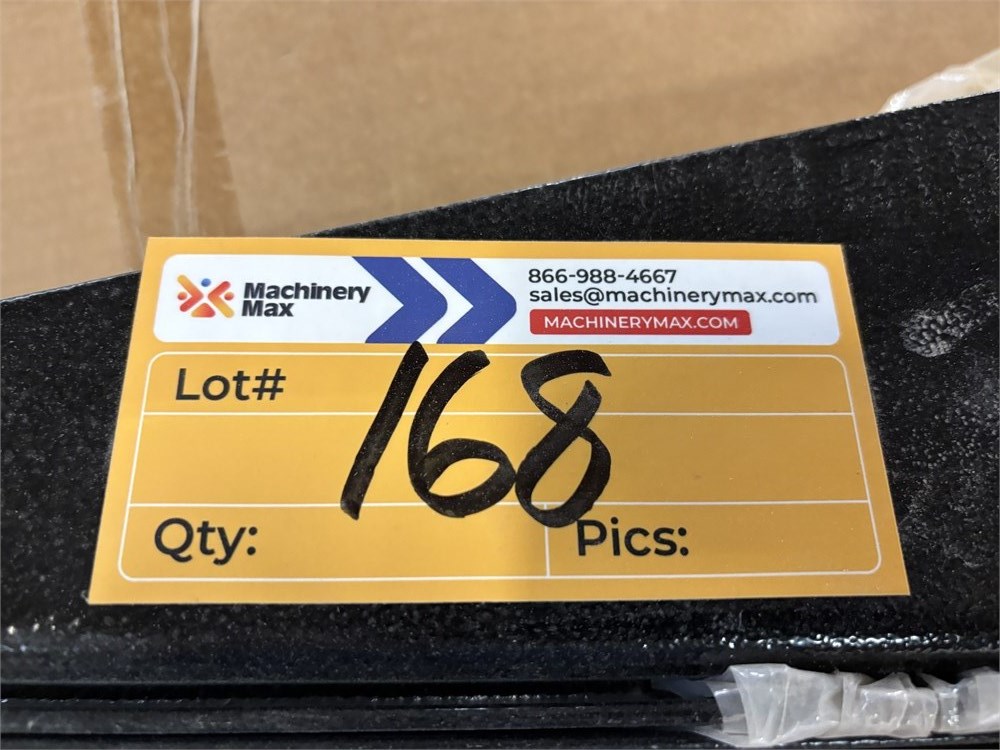 Machinery
Max
866-988-4667
sales@machinerymax.com
MACHINERYMAX.COM
Lot# 168
Qty:
Pics: